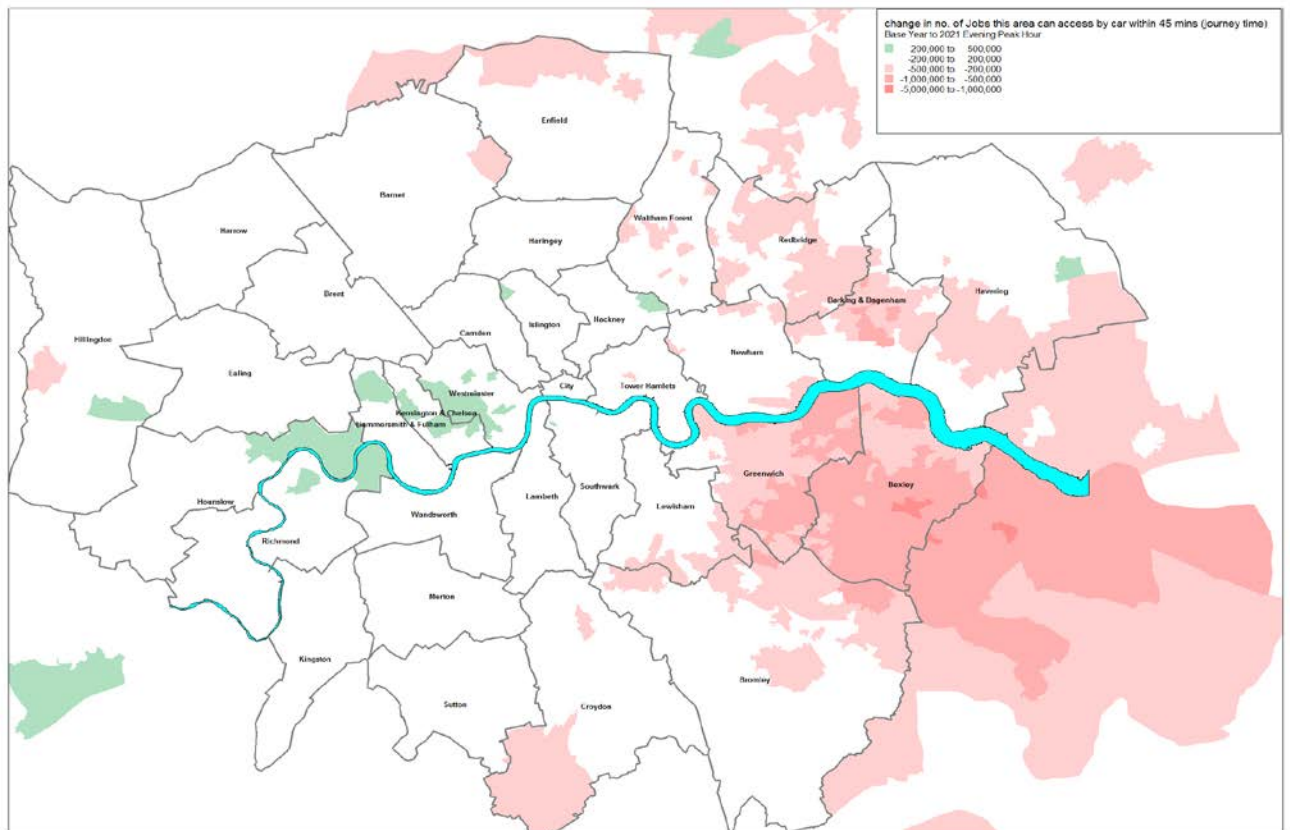 change in no. of Jobs this area can access by car within 45 mins (journey time)
Base Year to 2021 Evening Peak Hour
200,000 to 500,000
-200,000 to 200,000
-500,000 to -200,000
-1,000,000 to -500,000
-5,000,000 to -1,000,000
Enfield
Barnet
Harrow
Haringey
Waltham Forest
Redbridge
Havering
Brent
Camden
Islington
Hackney
Barking & Dagenham
Hillingdon
Ealing
Newham
Westminster
City
Tower Hamlets
Kensington & Chelsea
Hammersmith & Fulham
Greenwich
Bexley
Hounslow
Lambeth
Southwark
Lewisham
Wandsworth
Richmond
Merton
Kingston
Sutton
Croydon
Bromley